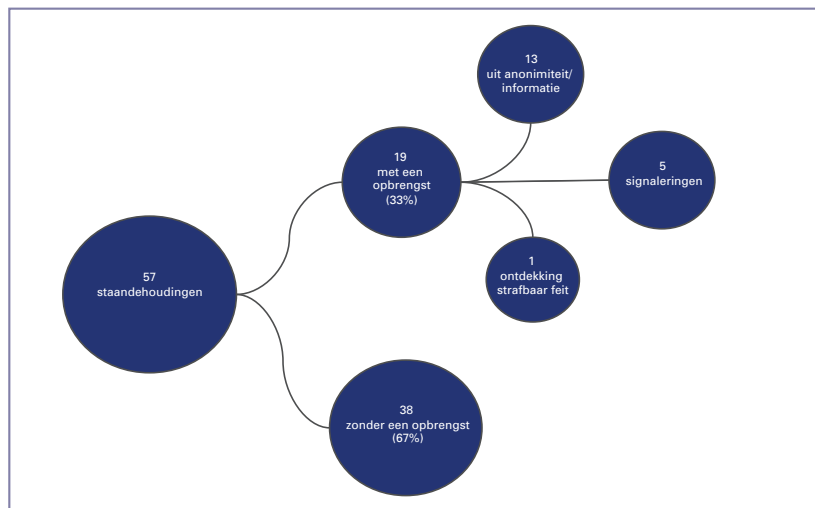 57
staandehoudingen
19
met een
opbrengst
(33%)
13
uit anonimiteit/
informatie
5
signaleringen
1
ontdekking
strafbaar feit
38
zonder een opbrengst
(67%)